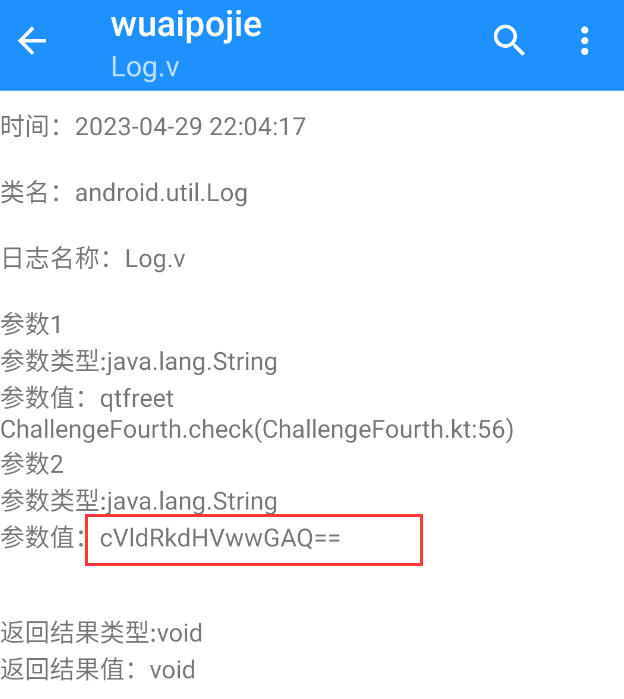 wuaipojie
Log.v
时间：2023-04-29 22:04:17
类名：android.util.Log
日志名称：Log.v
参数1
参数类型:java.lang.String
参数值：qtfreet
ChallengeFourth.check(ChallengeFourth.kt:56)
参数2
参数类型:java.lang.String
参数值：cVldRkdHVwwGAQ==
返回结果类型:void
返回结果值：void